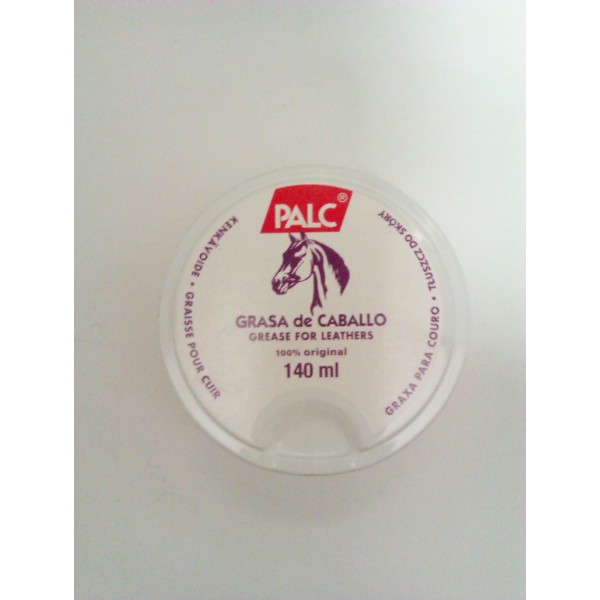 PALC®
GRASA de CABALLO
GREASE FOR LEATHERS
100% original
140 ml
KENKÄVOIDE • GRAISSE POUR CUIR
TŁUSZCZ DO SKÓRY • GRAXA PARA COURO